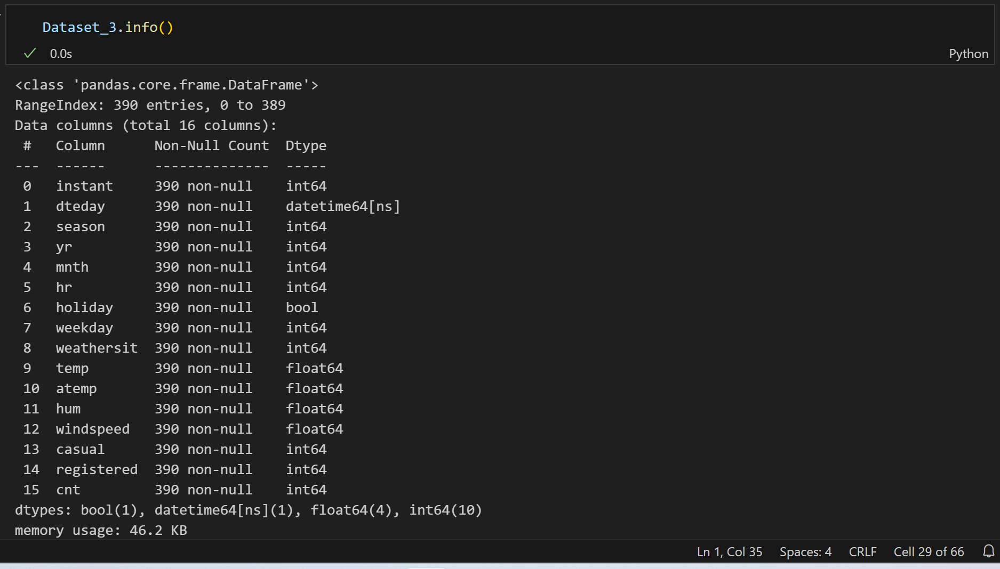 Dataset_3.info()
0.0s
Python
<class 'pandas.core.frame.DataFrame'>
RangeIndex: 390 entries, 0 to 389
Data columns (total 16 columns):
 #   Column      Non-Null Count  Dtype
---  ------      --------------  -----
 0   instant     390 non-null    int64
 1   dteday      390 non-null    datetime64[ns]
 2   season      390 non-null    int64
 3   yr          390 non-null    int64
 4   mnth        390 non-null    int64
 5   hr          390 non-null    int64
 6   holiday     390 non-null    bool
 7   weekday     390 non-null    int64
 8   weathersit  390 non-null    int64
 9   temp        390 non-null    float64
 10  atemp       390 non-null    float64
 11  hum         390 non-null    float64
 12  windspeed   390 non-null    float64
 13  casual      390 non-null    int64
 14  registered  390 non-null    int64
 15  cnt         390 non-null    int64
dtypes: bool(1), datetime64[ns](1), float64(4), int64(10)
memory usage: 46.2 KB
Ln 1, Col 35 Spaces: 4 CRLF Cell 29 of 66